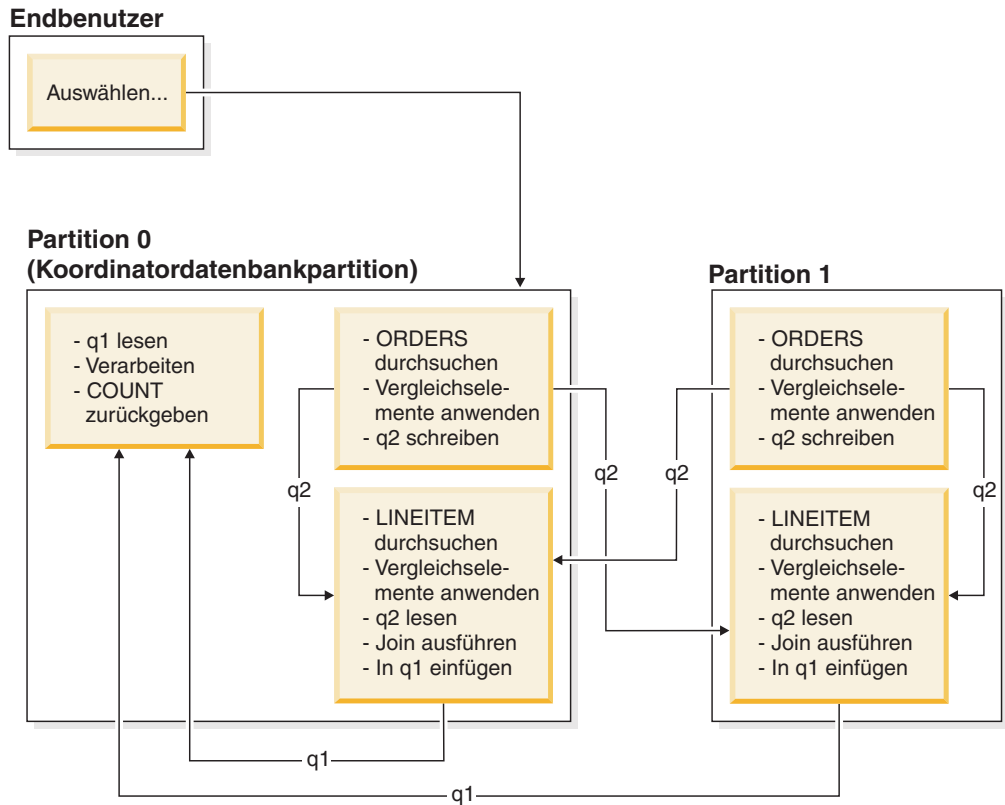 Endbenutzer
Auswählen...
Partition 0
(Koordinatordatenbankpartition)
- q1 lesen
- Verarbeiten
- COUNT
zurückgeben
- ORDERS
durchsuchen
- Vergleichsele-
mente anwenden
- q2 schreiben
q2
- LINEITEM
durchsuchen
- Vergleichsele-
mente anwenden
- q2 lesen
- Join ausführen
- In q1 einfügen
q2
q2
Partition 1
- ORDERS
durchsuchen
- Vergleichsele-
mente anwenden
- q2 schreiben
q2
- LINEITEM
durchsuchen
- Vergleichsele-
mente anwenden
- q2 lesen
- Join ausführen
- In q1 einfügen
q1
q1